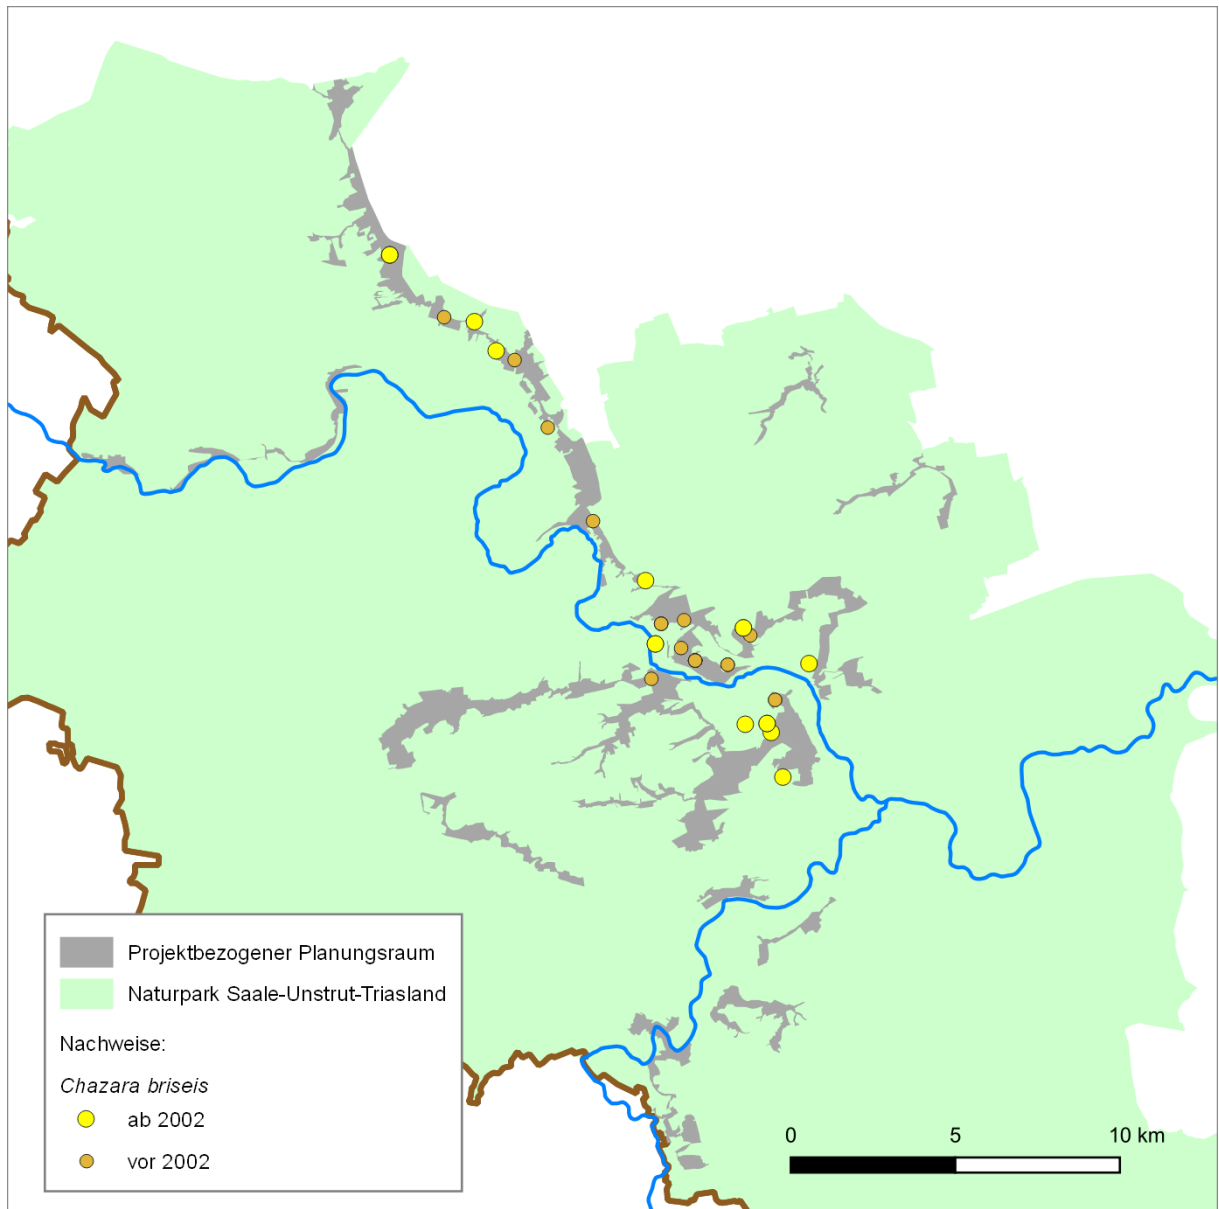 Projektbezogener Planungsraum
Naturpark Saale-Unstrut-Triasland
Nachweise:
Chazara briseis
ab 2002
vor 2002
0 5 10 km